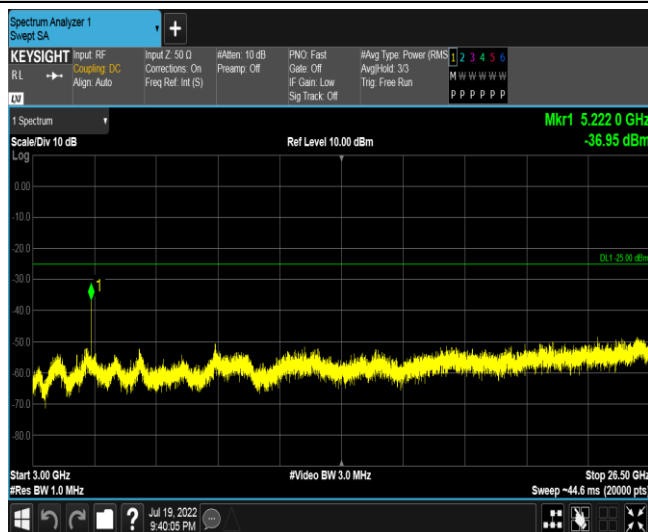 Spectrum Analyzer 1
Swept SA
+
KEYSIGHT
RL
LXI
Input: RF
Coupling: DC
Align: Auto
Input Z: 50 Ω
Corrections: On
Freq Ref: Int (S)
#Atten: 10 dB
Preamp: Off
PNO: Fast
Gate: Off
IF Gain: Low
Sig Track: Off
#Avg Type: Power (RMS
Avg|Hold: 3/3
Trig: Free Run
1 2 3 4 5 6
M W W W W W
P P P P P P
1 Spectrum
Scale/Div 10 dB
Log
Ref Level 10.00 dBm
Mkr1 5.222 0 GHz
-36.95 dBm
0.00
-10.0
-20.0
DL1 -25.00 dBm
-30.0
1
-40.0
-50.0
-60.0
-70.0
-80.0
Start 3.00 GHz
#Video BW 3.0 MHz
Stop 26.50 GHz
#Res BW 1.0 MHz
Sweep ~44.6 ms (20000 pts)
?
Jul 19, 2022
9:40:05 PM